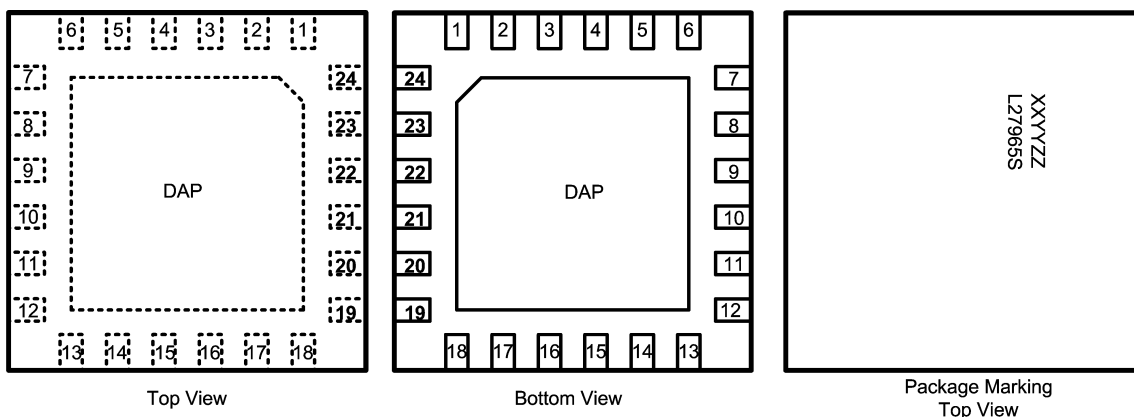 6 5 4 3 2 1
7 24
8 23
9 22
DAP
10 21
11 20
12 19
13 14 15 16 17 18
Top View
1 2 3 4 5 6
24 7
23 8
22 9
DAP
21 10
20 11
19 12
18 17 16 15 14 13
Bottom View
XXYYZZ
L27965S
Package Marking
Top View